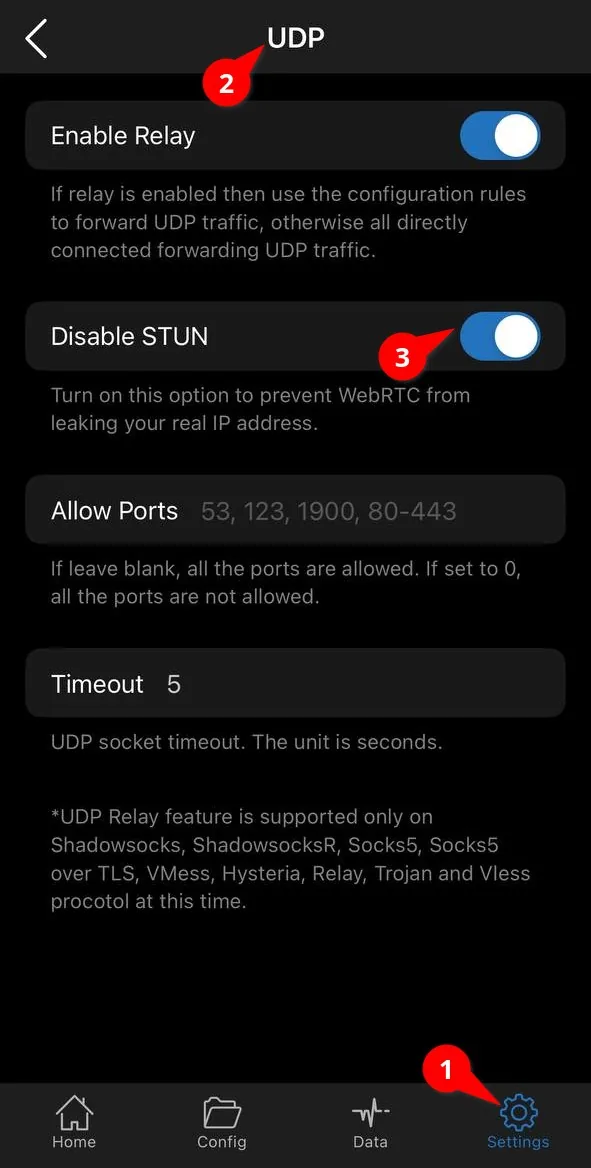 UDP
2
Enable Relay
If relay is enabled then use the configuration rules
to forward UDP traffic, otherwise all directly
connected forwarding UDP traffic.
Disable STUN
3
Turn on this option to prevent WebRTC from
leaking your real IP address.
Allow Ports 53, 123, 1900, 80-443
If leave blank, all the ports are allowed. If set to 0,
all the ports are not allowed.
Timeout 5
UDP socket timeout. The unit is seconds.
*UDP Relay feature is supported only on
Shadowsocks, ShadowsocksR, Socks5, Socks5
over TLS, VMess, Hysteria, Relay, Trojan and Vless
procotol at this time.
1
Home Config Data Settings